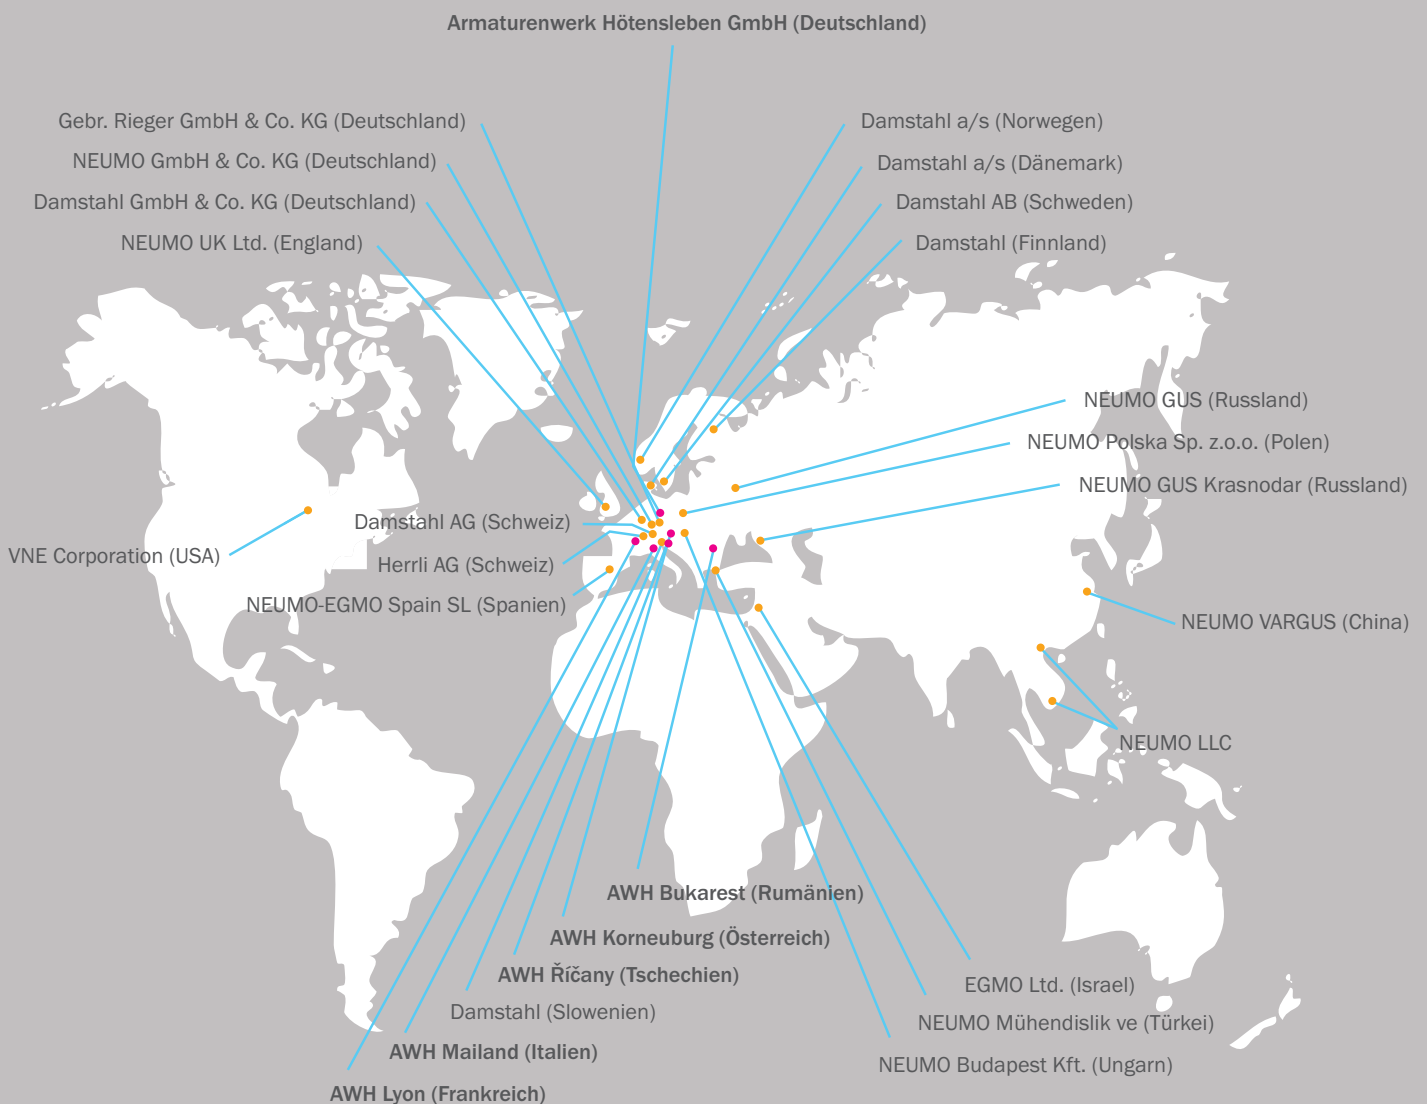 Armaturenwerk Hötensleben GmbH (Deutschland)
Gebr. Rieger GmbH & Co. KG (Deutschland)
NEUMO GmbH & Co. KG (Deutschland)
Damstahl GmbH & Co. KG (Deutschland)
NEUMO UK Ltd. (England)
Damstahl a/s (Norwegen)
Damstahl a/s (Dänemark)
Damstahl AB (Schweden)
Damstahl (Finnland)
NEUMO GUS (Russland)
NEUMO Polska Sp. z.o.o. (Polen)
NEUMO GUS Krasnodar (Russland)
Damstahl AG (Schweiz)
VNE Corporation (USA)
Herrli AG (Schweiz)
NEUMO-EGMO Spain SL (Spanien)
NEUMO VARGUS (China)
NEUMO LLC
AWH Bukarest (Rumänien)
AWH Korneuburg (Österreich)
AWH Říčany (Tschechien)
Damstahl (Slowenien)
AWH Mailand (Italien)
AWH Lyon (Frankreich)
EGMO Ltd. (Israel)
NEUMO Mühendislik ve (Türkei)
NEUMO Budapest Kft. (Ungarn)